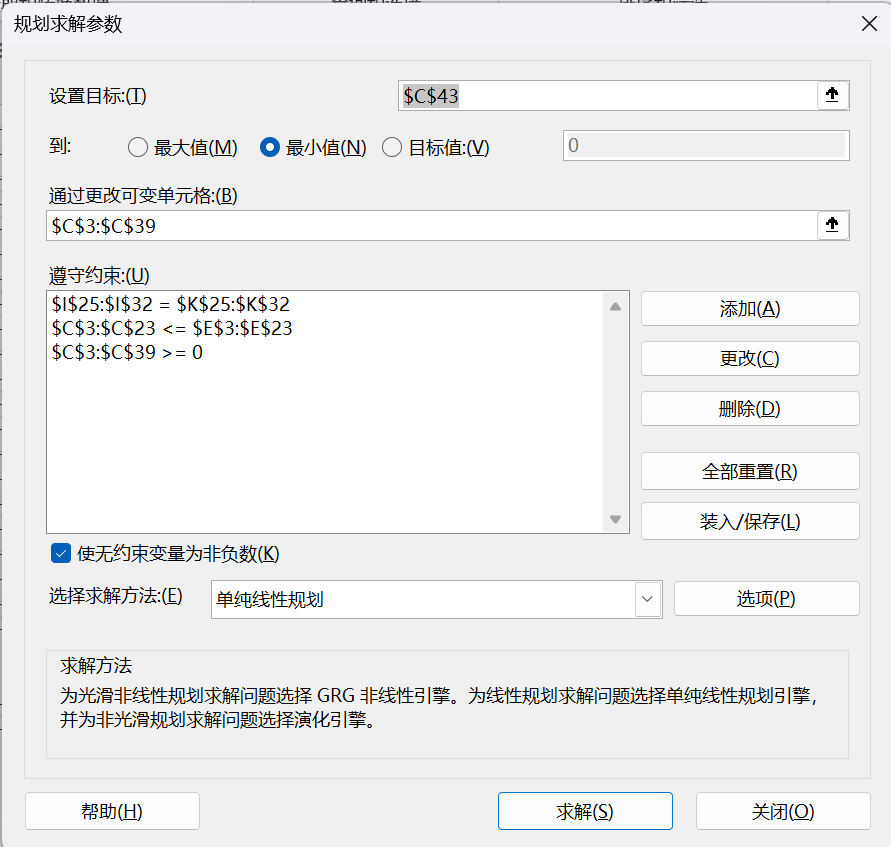 规划求解参数
设置目标:(T) $C$43
到: 最大值(M) 最小值(N) 目标值:(V) 0
通过更改可变单元格:(B)
$C$3:$C$39
遵守约束:(U)
$I$25:$I$32 = $K$25:$K$32
$C$3:$C$23 <= $E$3:$E$23
$C$3:$C$39 >= 0
添加(A)
更改(C)
删除(D)
全部重置(R)
装入/保存(L)
使无约束变量为非负数(K)
选择求解方法:(E) 单纯线性规划 选项(P)
求解方法
为光滑非线性规划求解问题选择 GRG 非线性引擎。为线性规划求解问题选择单纯线性规划引擎，
并为非光滑规划求解问题选择演化引擎。
帮助(H) 求解(S) 关闭(O)